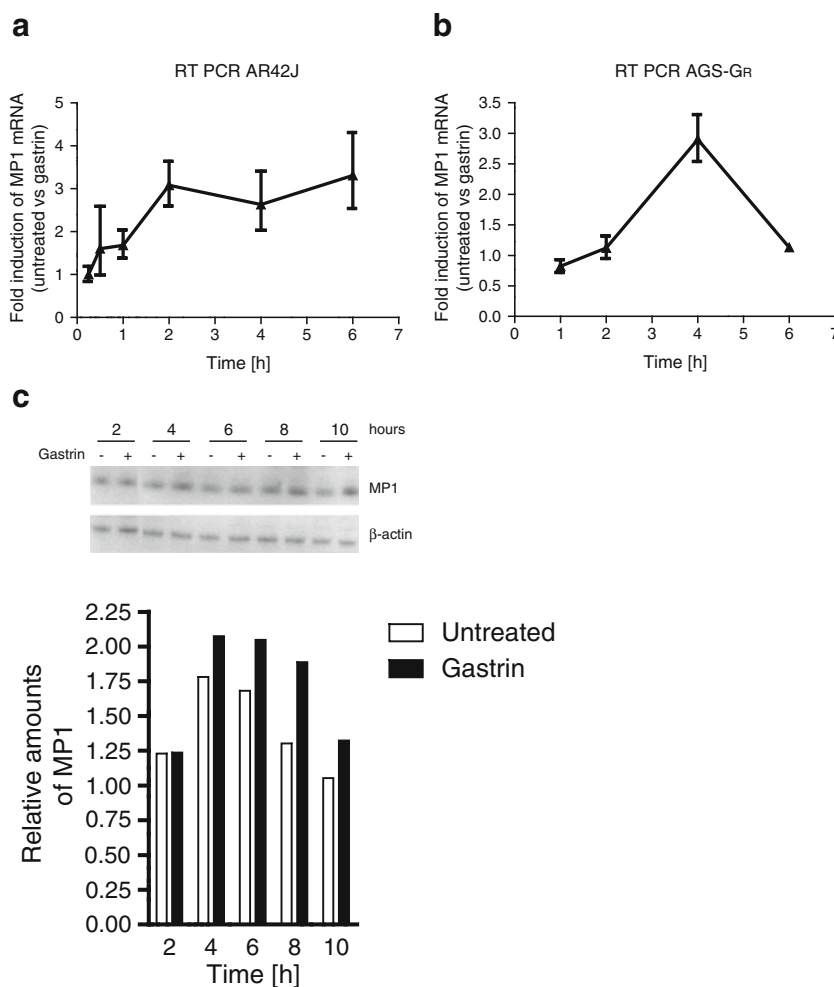 a
RT PCR AR42J
Fold induction of MP1 mRNA
(untreated vs gastrin)
5
4
3
2
1
0
0 1 2 3 4 5 6 7
Time [h]
b
RT PCR AGS-GR
Fold induction of MP1 mRNA
(untreated vs gastrin)
3.5
3.0
2.5
2.0
1.5
1.0
0.5
0.0
0 1 2 3 4 5 6 7
Time [h]
c
2 4 6 8 10 hours
Gastrin - + - + - + - + - +
MP1
β-actin
Relative amounts
of MP1
2.25
2.00
1.75
1.50
1.25
1.00
0.75
0.50
0.25
0.00
2 4 6 8 10
Time [h]
Untreated
Gastrin